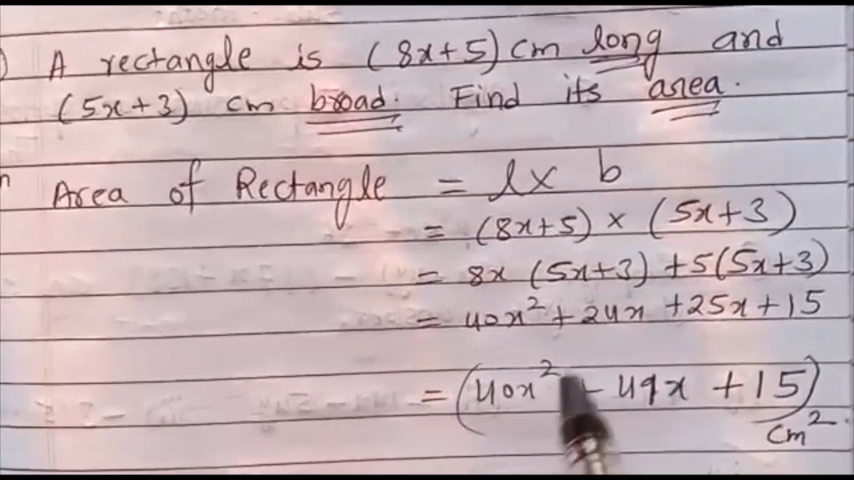 ) A rectangle is (8x+5) cm long and
(5x+3) cm broad. Find its area.
n Area of Rectangle = l x b
= (8x+5) × (5x+3)
= 8x (5x+3) +5(5x+3)
= 40x² + 24x +25x+15
= (40x² + 49x + 15) cm².